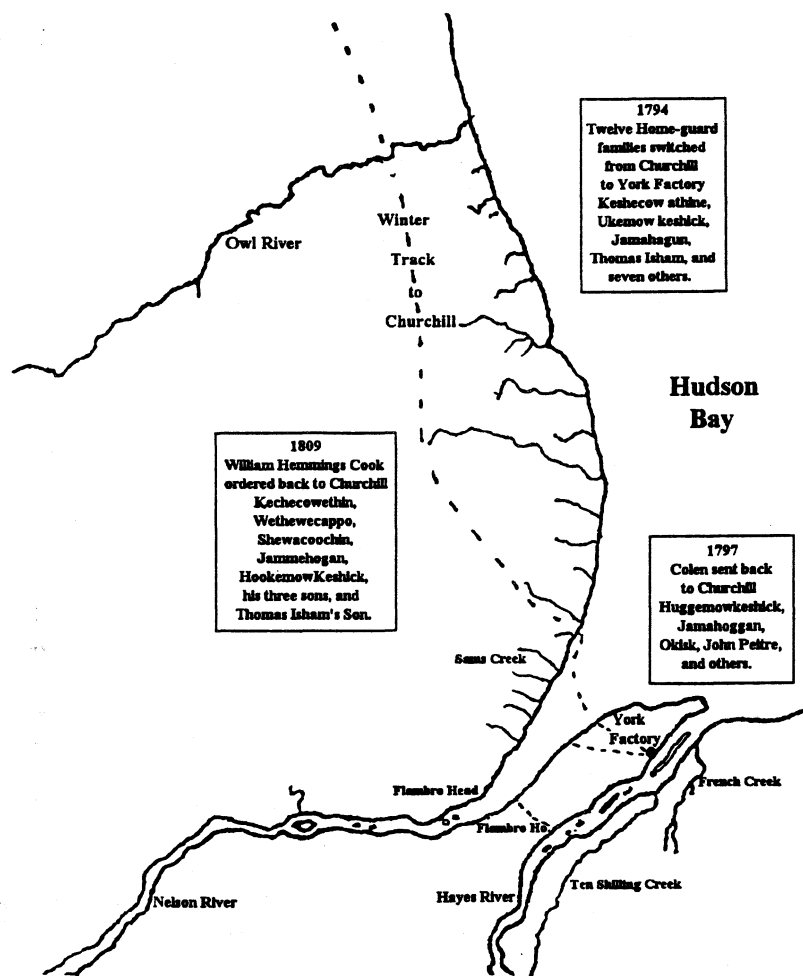 1794
Twelve Home-guard
families switched
from Churchill
to York Factory
Keshecow athine,
Ukemow keshick,
Jamahagun,
Thomas Isham, and
seven others.
Winter
Track
to
Churchill
Owl River
Hudson
Bay
1809
William Hemmings Cook
ordered back to Churchill
Kechecowethin,
Wethewecappo,
Shewacoochin,
Jammehogan,
HookemowKeshick,
his three sons, and
Thomas Isham's Son.
1797
Colen sent back
to Churchill
Huggemowkeshick,
Jamahoggan,
Okisk, John Peitre,
and others.
Sams Creek
York
Factory
French Creek
Flambro Head
Flambro Ho.
Ten Shilling Creek
Hayes River
Nelson River